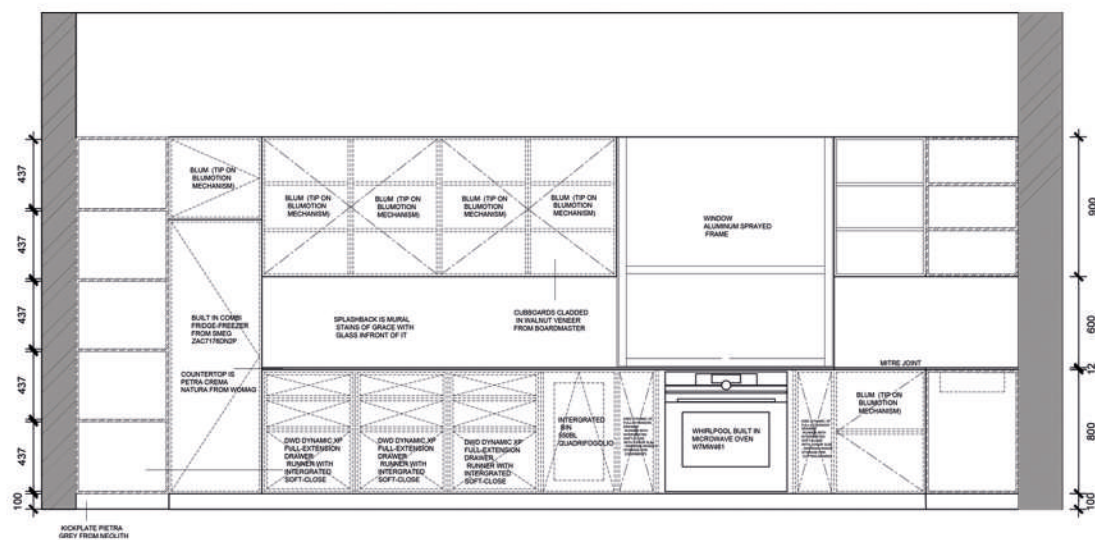 437
437
437
437
437
100
BLUM (TIP ON
BLUMOTION
MECHANISM)
BLUM (TIP ON
BLUMOTION
MECHANISM)
BLUM (TIP ON
BLUMOTION
MECHANISM)
BLUM (TIP ON
BLUMOTION
MECHANISM)
BLUM (TIP ON
BLUMOTION
MECHANISM)
WINDOW
ALUMINUM SPRAYED
FRAME
900
600
12
800
100
BUILT IN COMBI
FRIDGE-FREEZER
FROM SMEG
SPLASHBACK IS MURAL
STAINS OF GRACE WITH
GLASS INFRONT OF IT
CUBBOARDS CLADDED
IN WALNUT VENEER
FROM BOARDMASTER
COUNTERTOP IS
PETRA CREMA
NATURA FROM WOMAG
MITRE JOINT
BLUM (TIP ON
BLUMOTION
MECHANISM)
DWD DYNAMIC XP
FULL-EXTENSION
DRAWER
RUNNER WITH
INTERGRATED
SOFT-CLOSE
DWD DYNAMIC XP
FULL-EXTENSION
DRAWER
RUNNER WITH
INTERGRATED
SOFT-CLOSE
DWD DYNAMIC XP
FULL-EXTENSION
DRAWER
RUNNER WITH
INTERGRATED
SOFT-CLOSE
INTERGRATED
BIN
QUADRIFOGOLIO
WHIRLPOOL BUILT IN
MICROWAVE OVEN
KICKPLATE PIETRA
GREY FROM NEOLITH